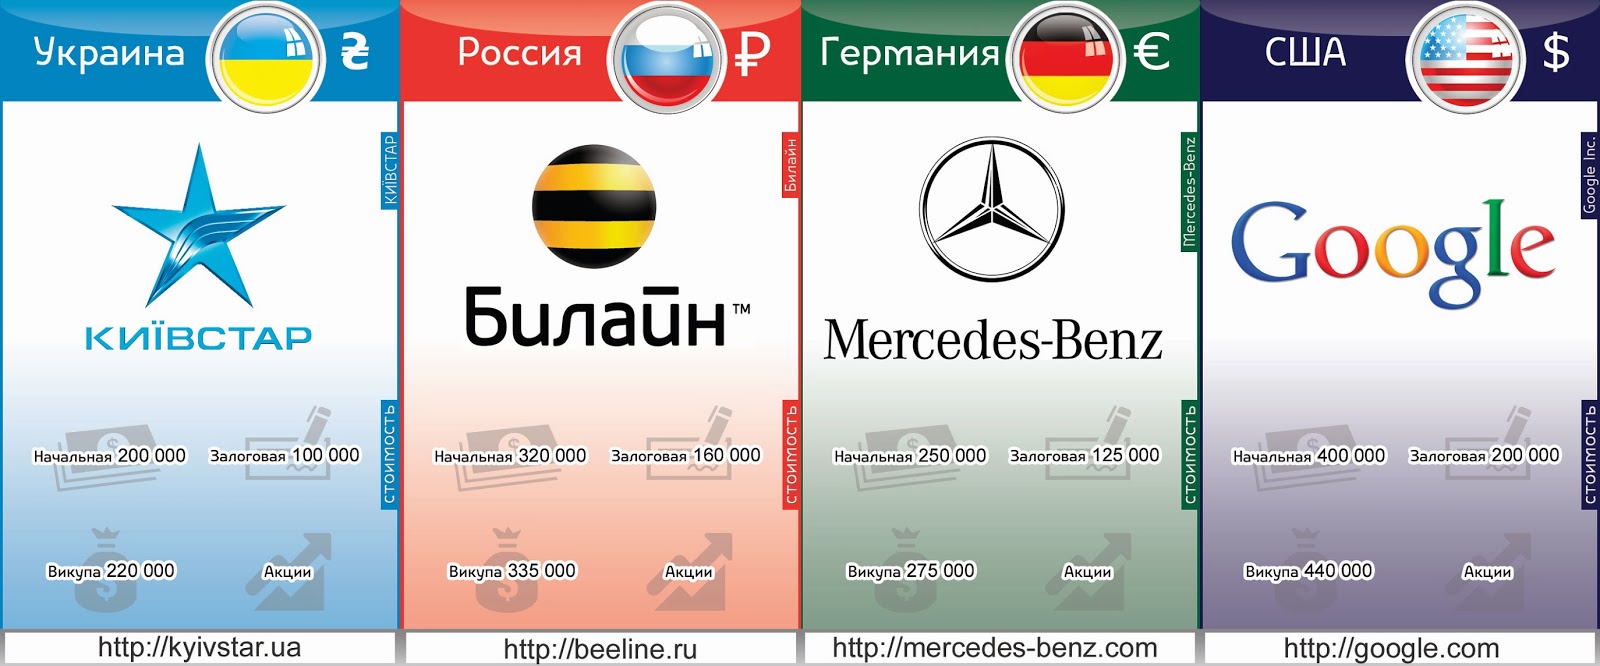 Украина ₴
КИЇВСТАР
КИЇВСТАР
стоимость
Начальная 200 000 Залоговая 100 000
Викупа 220 000 Акции
http://kyivstar.ua
Россия ₽
Билайн
Билайн™
стоимость
Начальная 320 000 Залоговая 160 000
Викупа 335 000 Акции
http://beeline.ru
Германия €
Mercedes-Benz
Mercedes-Benz
стоимость
Начальная 250 000 Залоговая 125 000
Викупа 275 000 Акции
http://mercedes-benz.com
США $
Google Inc.
Google
стоимость
Начальная 400 000 Залоговая 200 000
Викупа 440 000 Акции
http://google.com